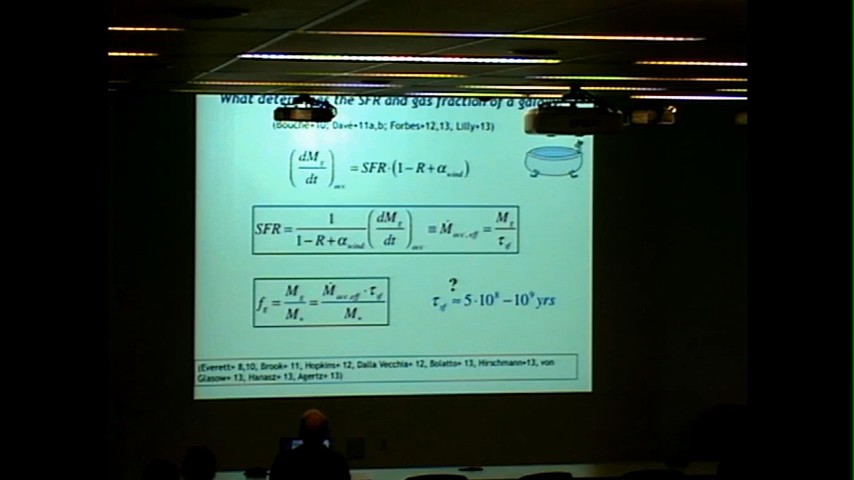 What determines the SFR and gas fraction of a galaxy
(Bouché+10; Davé+11a,b; Forbes+12,13, Lilly+13)
(dM_g/dt)_acc = SFR·(1−R+α_wind)
SFR = 1/(1−R+α_wind) (dM_g/dt)_acc ≡ Ṁ_acc,eff = M_g/τ_sf
?
f_g = M_g/M_* = Ṁ_acc,eff·τ_sf/M_*
τ_sf ≈ 5·10^8 − 10^9 yrs
(Everett+ 8,10, Brook+ 11, Hopkins+ 12, Dalla Vecchia+ 12, Bolatto+ 13, Hirschmann+13, von
Glasow+ 13, Hanasz+ 13, Agertz+ 13)